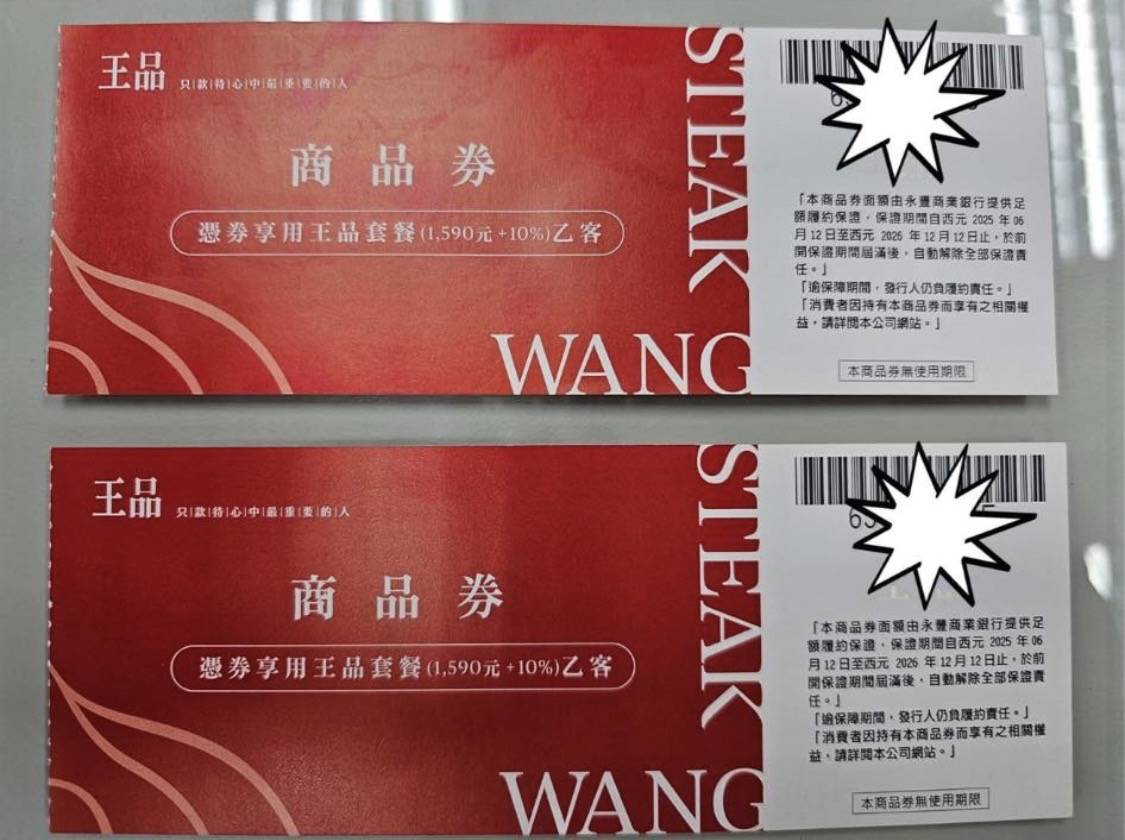 王品 只|款|待|心|中|最|重|要|的|人
商品券
憑券享用王品套餐(1,590元+10%)乙客
WANG
STEAK
「本商品券面額由永豐商業銀行提供足
額履約保證，保證期間自西元 2025 年 06
月 12 日至西元 2026 年 12 月 12 日止，於前
開保證期間屆滿後，自動解除全部保證責
任。」
「逾保障期間，發行人仍負履約責任。」
「消費者因持有本商品券而享有之相關權
益，請詳閱本公司網站。」
本商品券無使用期限
王品 只|款|待|心|中|最|重|要|的|人
商品券
憑券享用王品套餐(1,590元+10%)乙客
WANG
STEAK
「本商品券面額由永豐商業銀行提供足
額履約保證，保證期間自西元 2025 年 06
月 12 日至西元 2026 年 12 月 12 日止，於前
開保證期間屆滿後，自動解除全部保證責
任。」
「逾保障期間，發行人仍負履約責任。」
「消費者因持有本商品券而享有之相關權
益，請詳閱本公司網站。」
本商品券無使用期限